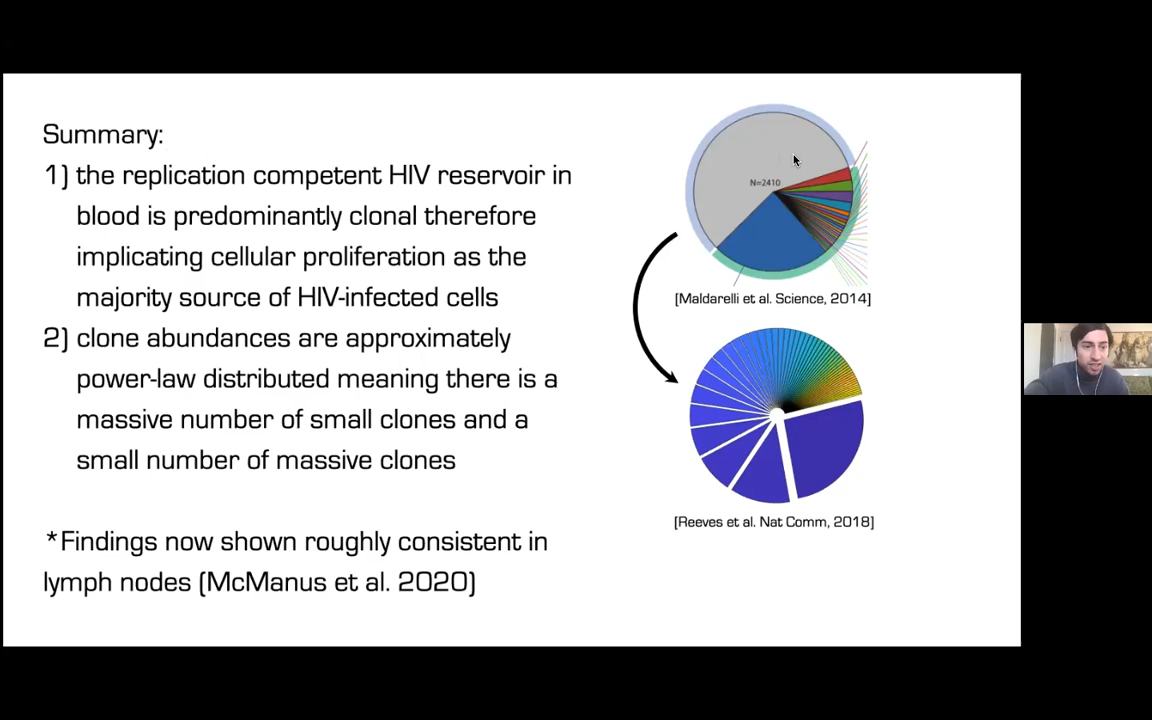 Summary:
1) the replication competent HIV reservoir in
blood is predominantly clonal therefore
implicating cellular proliferation as the
majority source of HIV-infected cells
2) clone abundances are approximately
power-law distributed meaning there is a
massive number of small clones and a
small number of massive clones
*Findings now shown roughly consistent in
lymph nodes (McManus et al. 2020)
N=2410
[Maldarelli et al. Science, 2014]
[Reeves et al. Nat Comm, 2018]